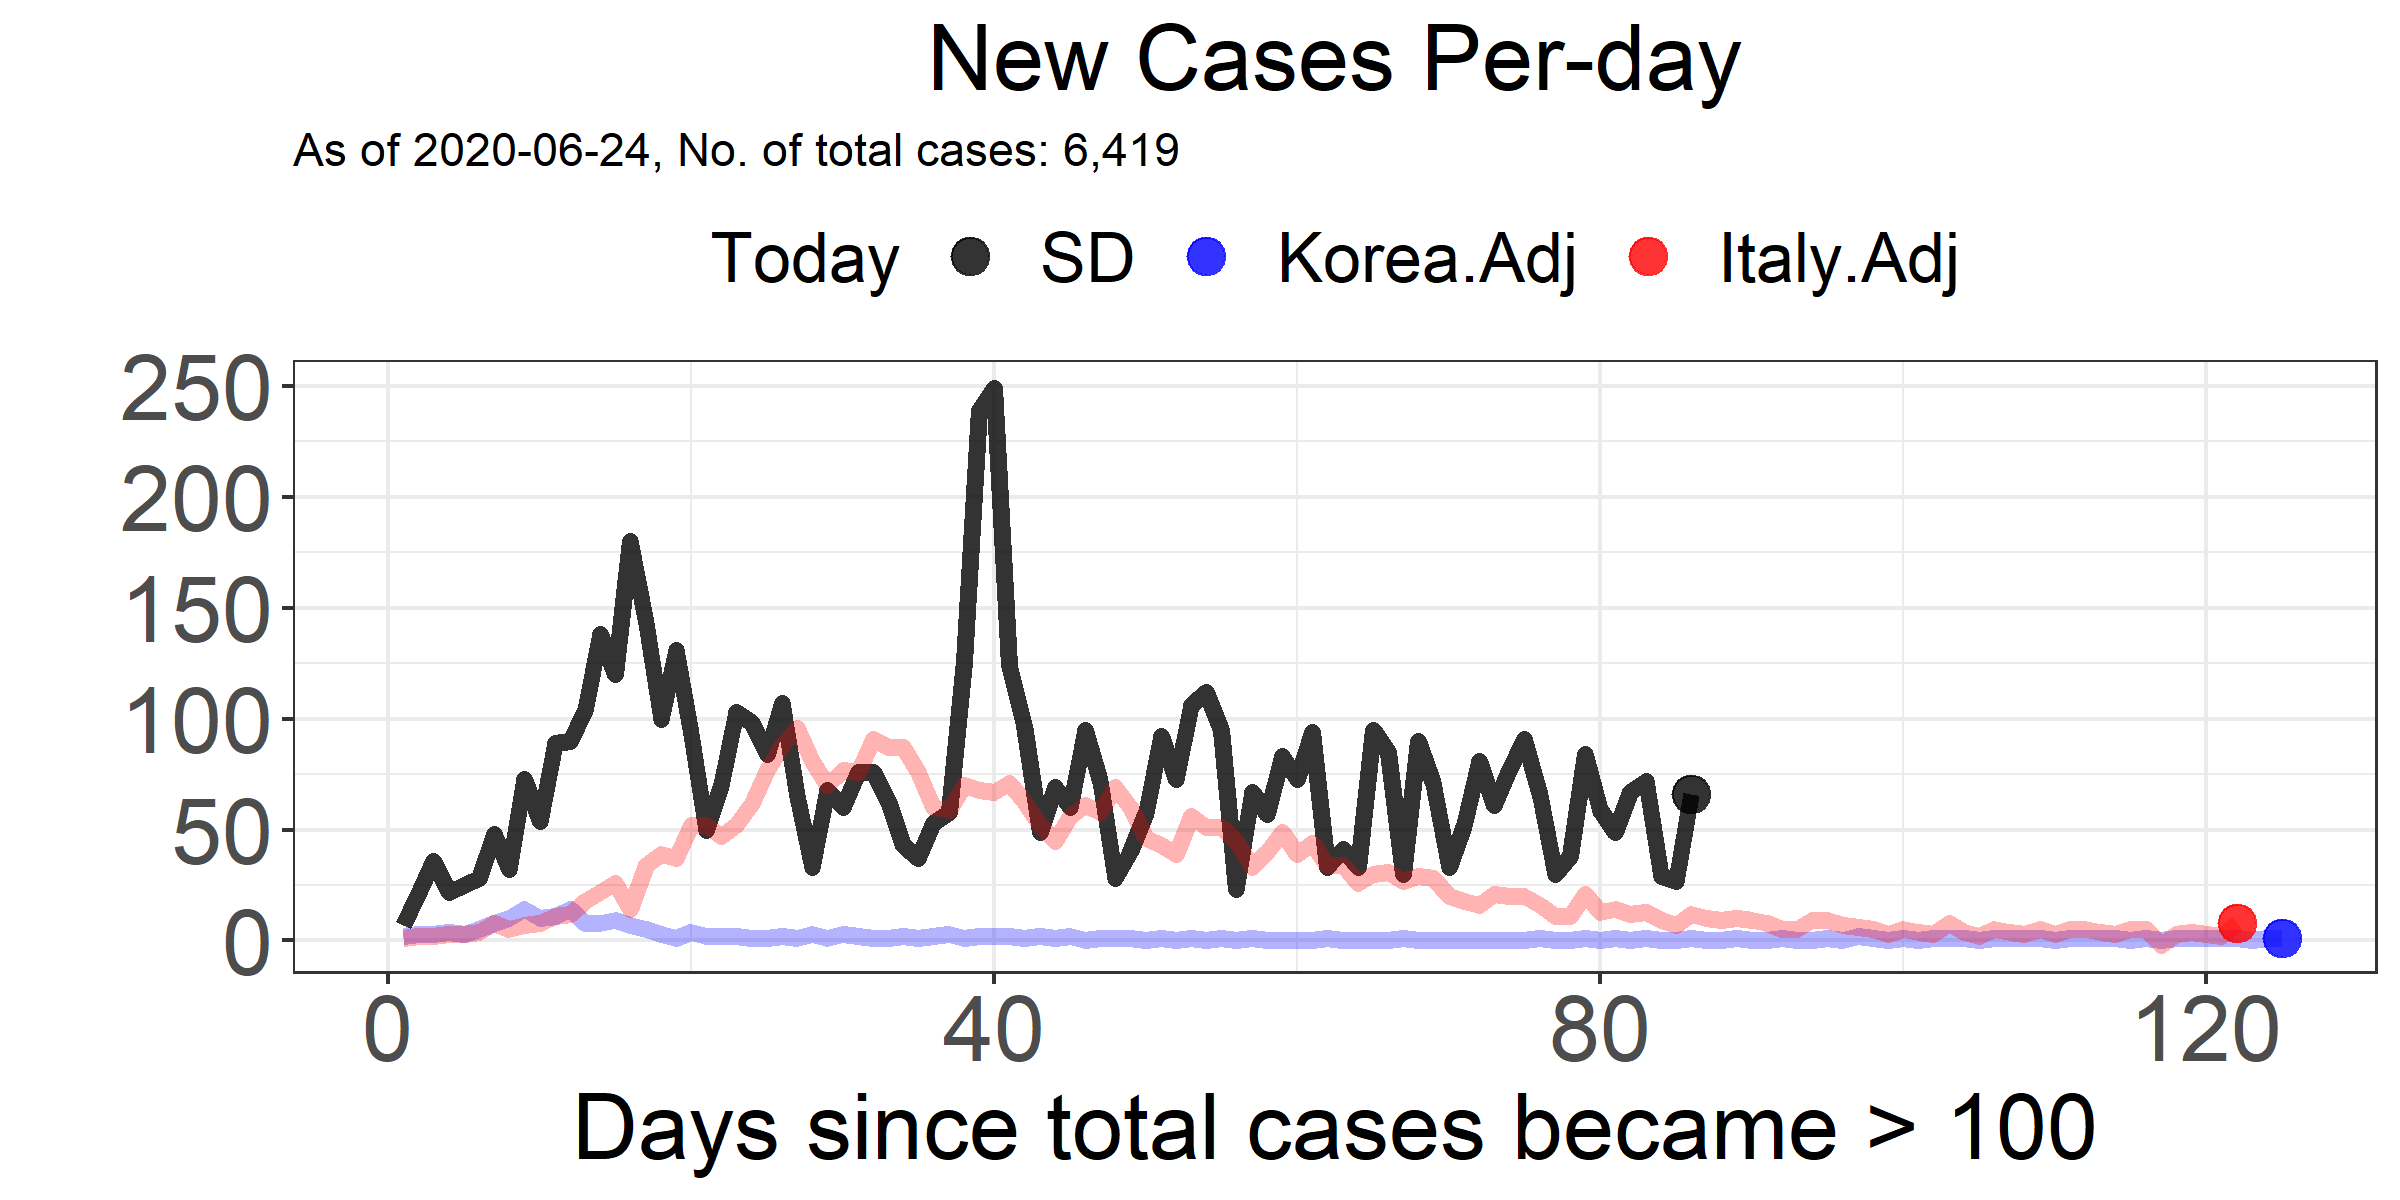 New Cases Per-day
As of 2020-06-24, No. of total cases: 6,419
Today SD Korea.Adj Italy.Adj
250
200
150
100
50
0
0 40 80 120
Days since total cases became > 100